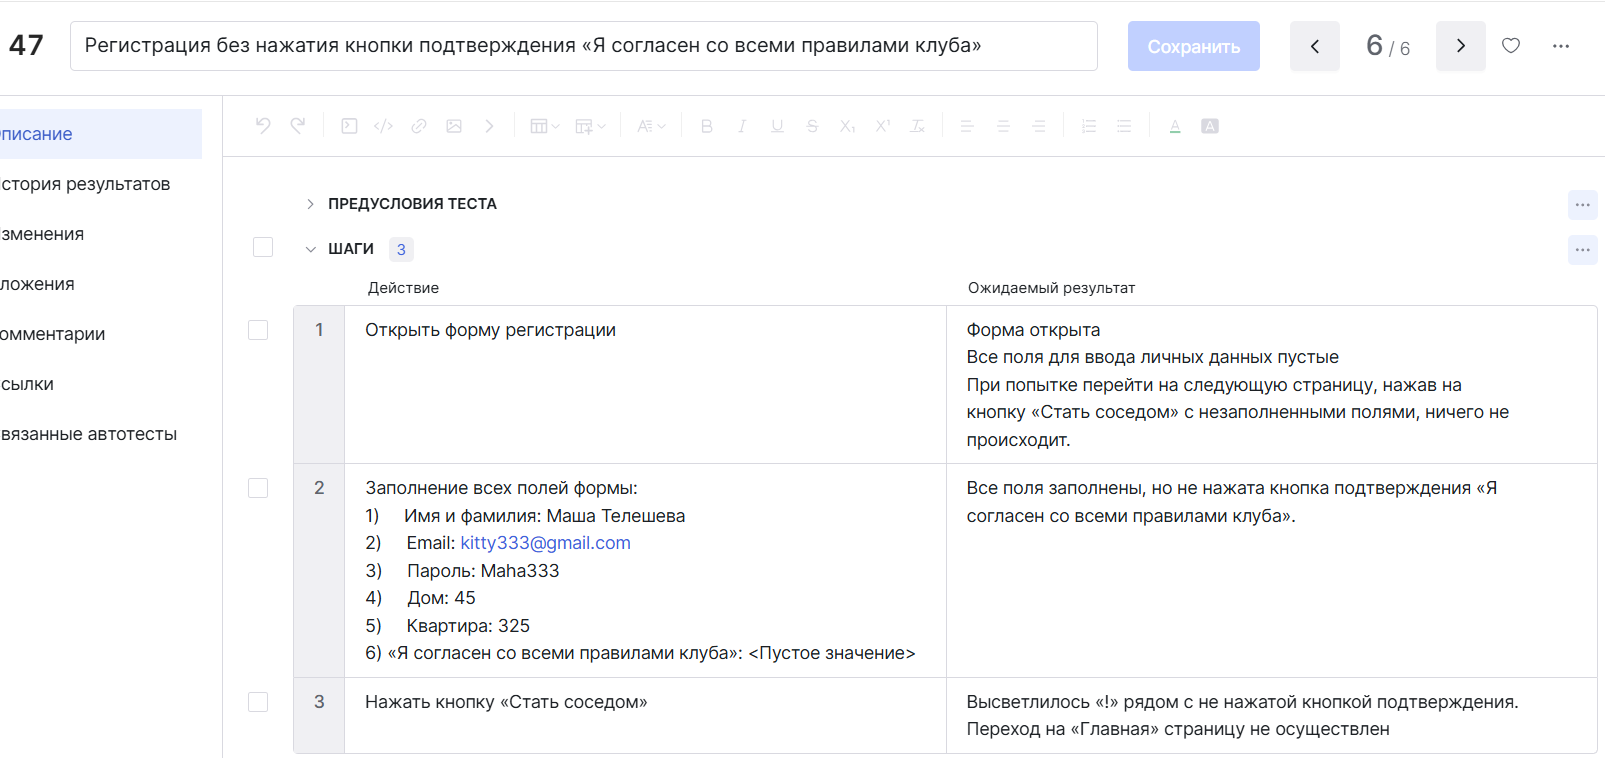 47
Регистрация без нажатия кнопки подтверждения «Я согласен со всеми правилами клуба»
Сохранить
6 / 6
писание
стория результатов
зменения
ложения
омментарии
сылки
вязанные автотесты
ПРЕДУСЛОВИЯ ТЕСТА
ШАГИ 3
Действие
Ожидаемый результат
1
Открыть форму регистрации
Форма открыта
Все поля для ввода личных данных пустые
При попытке перейти на следующую страницу, нажав на
кнопку «Стать соседом» с незаполненными полями, ничего не
происходит.
2
Заполнение всех полей формы:
1) Имя и фамилия: Маша Телешева
2) Email: kitty333@gmail.com
3) Пароль: Maha333
4) Дом: 45
5) Квартира: 325
6) «Я согласен со всеми правилами клуба»: <Пустое значение>
Все поля заполнены, но не нажата кнопка подтверждения «Я
согласен со всеми правилами клуба».
3
Нажать кнопку «Стать соседом»
Высветлилось «!» рядом с не нажатой кнопкой подтверждения.
Переход на «Главная» страницу не осуществлен